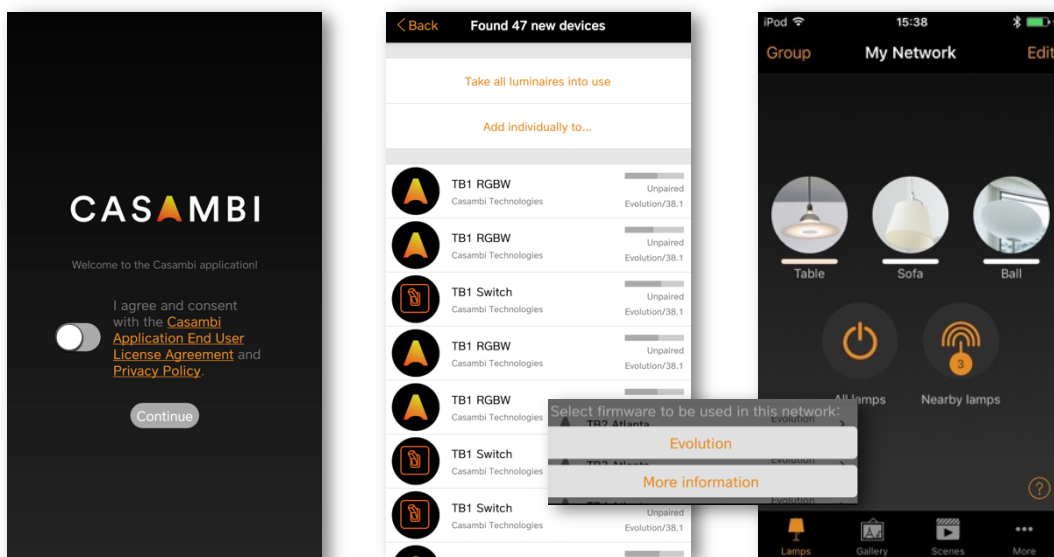 CASAMBI
Welcome to the Casambi application!
I agree and consent
with the Casambi
Application End User
License Agreement and
Privacy Policy.
Continue
Back Found 47 new devices
Take all luminaires into use
Add individually to...
TB1 RGBW
Unpaired
Casambi Technologies
Evolution/38.1
TB1 RGBW
Unpaired
Casambi Technologies
Evolution/38.1
TB1 Switch
Unpaired
Casambi Technologies
Evolution/38.1
TB1 RGBW
Unpaired
Casambi Technologies
Evolution/38.1
TB1 RGBW
Casambi Technologies
TB1 Switch
Casambi Technologies
TB1 Switch
Unpaired
Casambi Technologies
Evolution/38.1
Select firmware to be used in this network:
TB2 Atlanta
Evolution
Evolution
Evolution
More information
Evolution
iPod 15:38
Group My Network Edit
Table Sofa Ball
3
lamps Nearby lamps
?
Lamps Gallery Scenes More